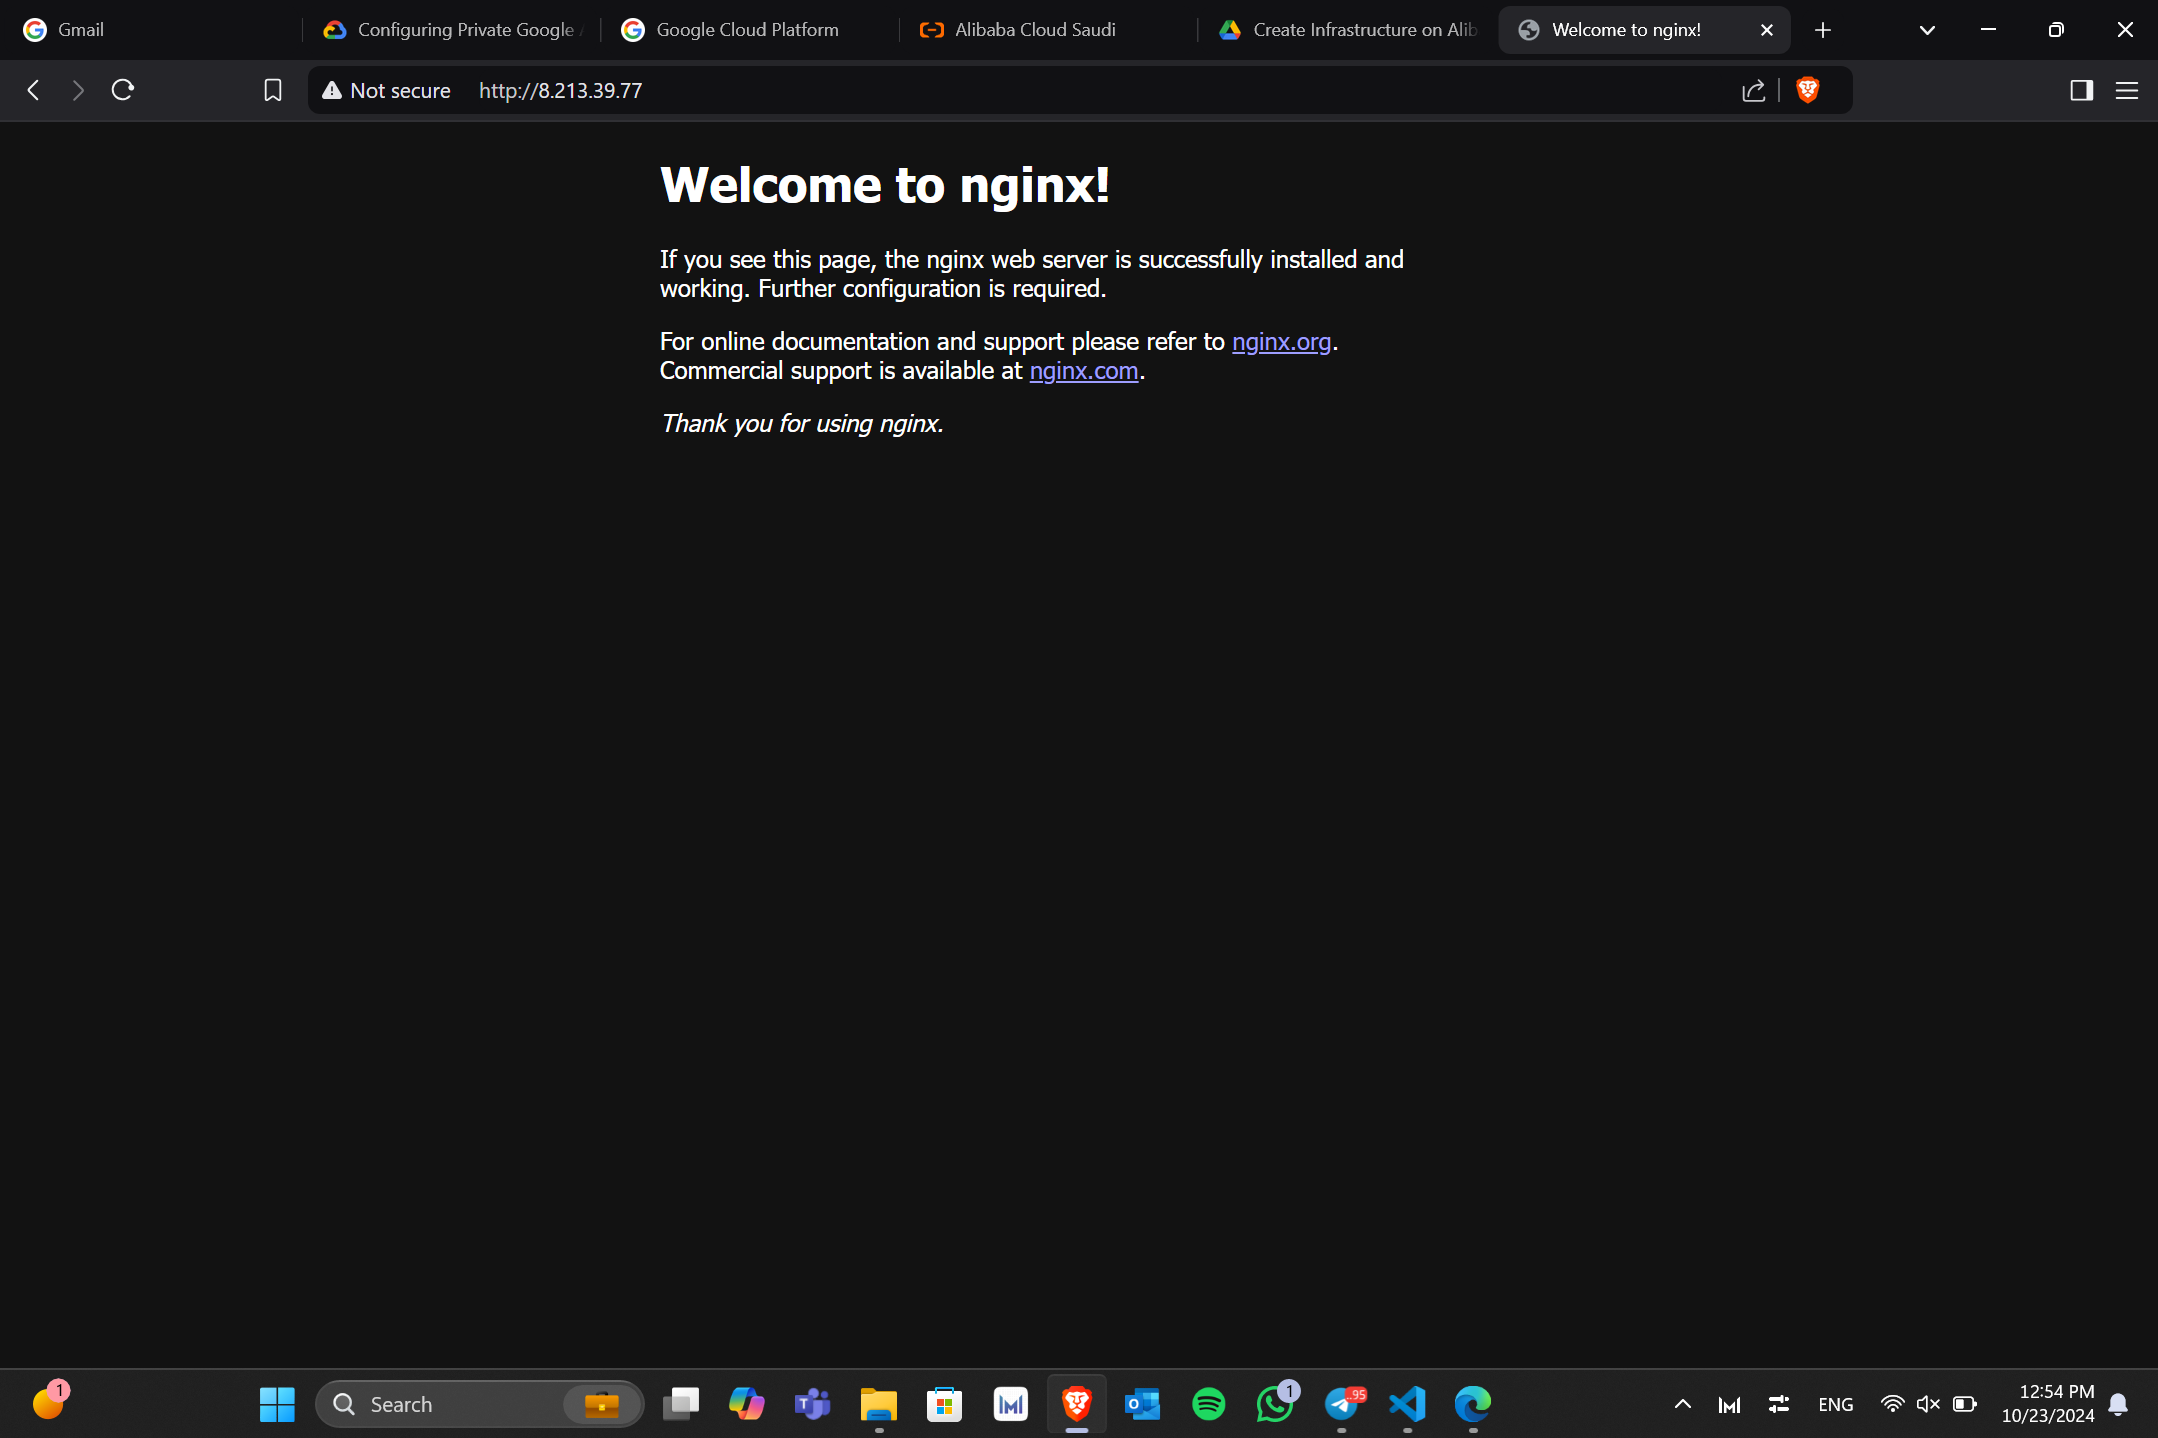 Gmail
Configuring Private Google
Google Cloud Platform
Alibaba Cloud Saudi
Create Infrastructure on Alib
Welcome to nginx!
Not secure
http://8.213.39.77
Welcome to nginx!
If you see this page, the nginx web server is successfully installed and
working. Further configuration is required.
For online documentation and support please refer to nginx.org.
Commercial support is available at nginx.com.
Thank you for using nginx.
1
Search
1
95
ENG
12:54 PM
10/23/2024